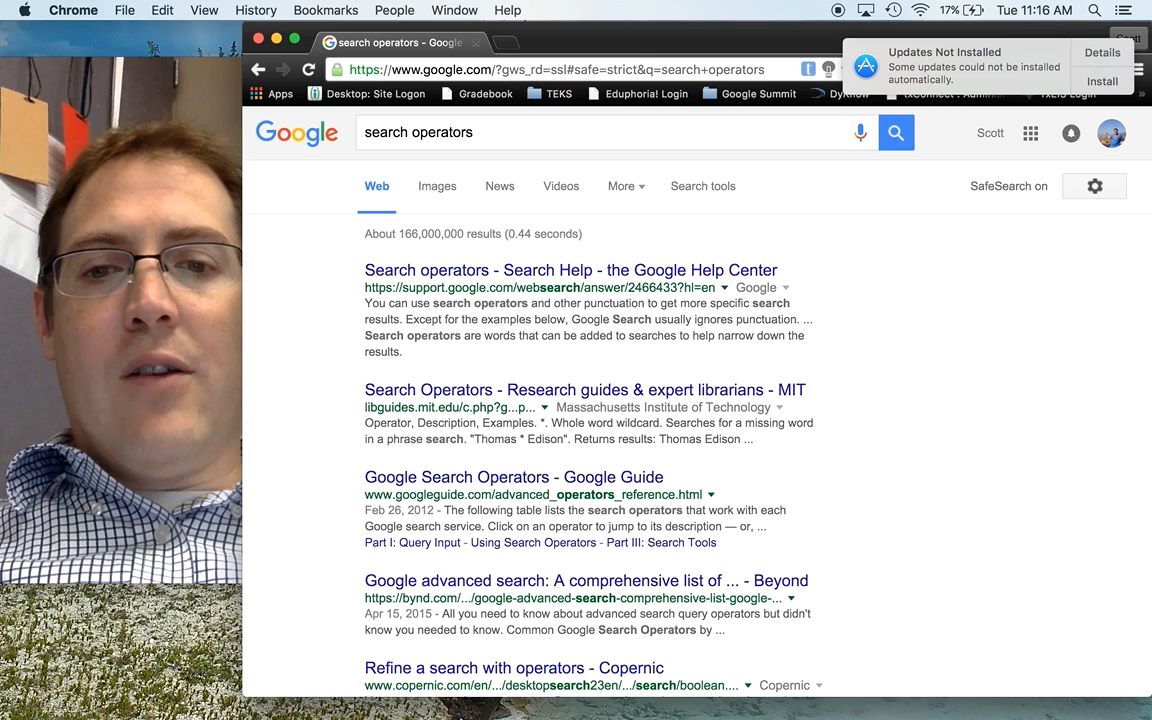 Chrome File Edit View History Bookmarks People Window Help 17% Tue 11:16 AM
search operators - Google
Updates Not Installed
Some updates could not be installed
automatically.
Details
Install
https://www.google.com/?gws_rd=ssl#safe=strict&q=search+operators
Apps Desktop: Site Logon Gradebook TEKS Eduphoria! Login Google Summit DyKnow
Google search operators Scott
Web Images News Videos More Search tools SafeSearch on
About 166,000,000 results (0.44 seconds)
Search operators - Search Help - the Google Help Center
https://support.google.com/websearch/answer/2466433?hl=en Google
You can use search operators and other punctuation to get more specific search
results. Except for the examples below, Google Search usually ignores punctuation. ...
Search operators are words that can be added to searches to help narrow down the
results.
Search Operators - Research guides & expert librarians - MIT
libguides.mit.edu/c.php?g...p... Massachusetts Institute of Technology
Operator, Description, Examples. *. Whole word wildcard. Searches for a missing word
in a phrase search. "Thomas * Edison". Returns results: Thomas Edison ...
Google Search Operators - Google Guide
www.googleguide.com/advanced_operators_reference.html
Feb 26, 2012 - The following table lists the search operators that work with each
Google search service. Click on an operator to jump to its description — or, ...
Part I: Query Input - Using Search Operators - Part III: Search Tools
Google advanced search: A comprehensive list of ... - Beyond
https://bynd.com/.../google-advanced-search-comprehensive-list-google-...
Apr 15, 2015 - All you need to know about advanced search query operators but didn't
know you needed to know. Common Google Search Operators by ...
Refine a search with operators - Copernic
www.copernic.com/en/.../desktopsearch23en/.../search/boolean.... Copernic